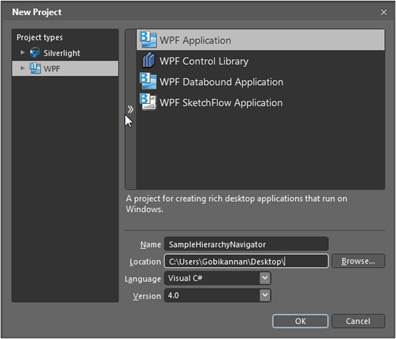 New Project
Project types
Silverlight
WPF
WPF Application
WPF Control Library
WPF Databound Application
WPF SketchFlow Application
A project for creating rich desktop applications that run on
Windows.
Name SampleHierarchyNavigator
Location C:\Users\Gobikannan\Desktop\ Browse...
Language Visual C#
Version 4.0
OK Cancel